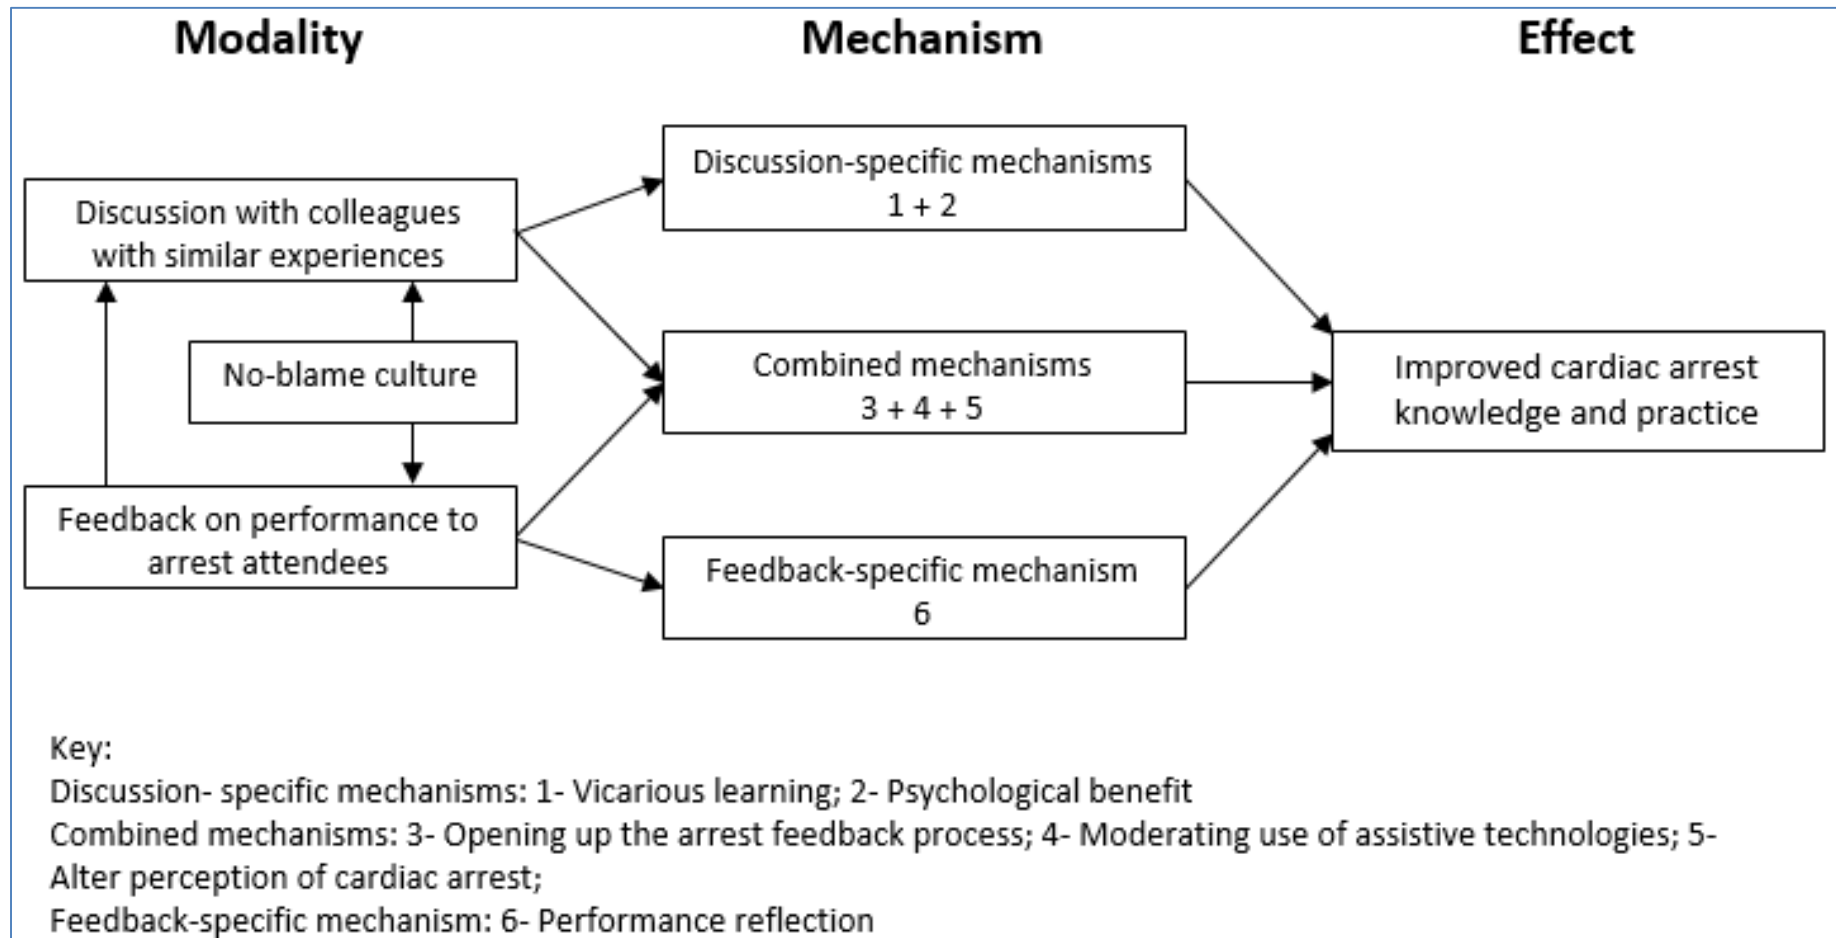 Modality
Mechanism
Effect
Discussion with colleagues
with similar experiences
No-blame culture
Feedback on performance to
arrest attendees
Discussion-specific mechanisms
1 + 2
Combined mechanisms
3 + 4 + 5
Feedback-specific mechanism
6
Improved cardiac arrest
knowledge and practice
Key:
Discussion- specific mechanisms: 1- Vicarious learning; 2- Psychological benefit
Combined mechanisms: 3- Opening up the arrest feedback process; 4- Moderating use of assistive technologies; 5-
Alter perception of cardiac arrest;
Feedback-specific mechanism: 6- Performance reflection